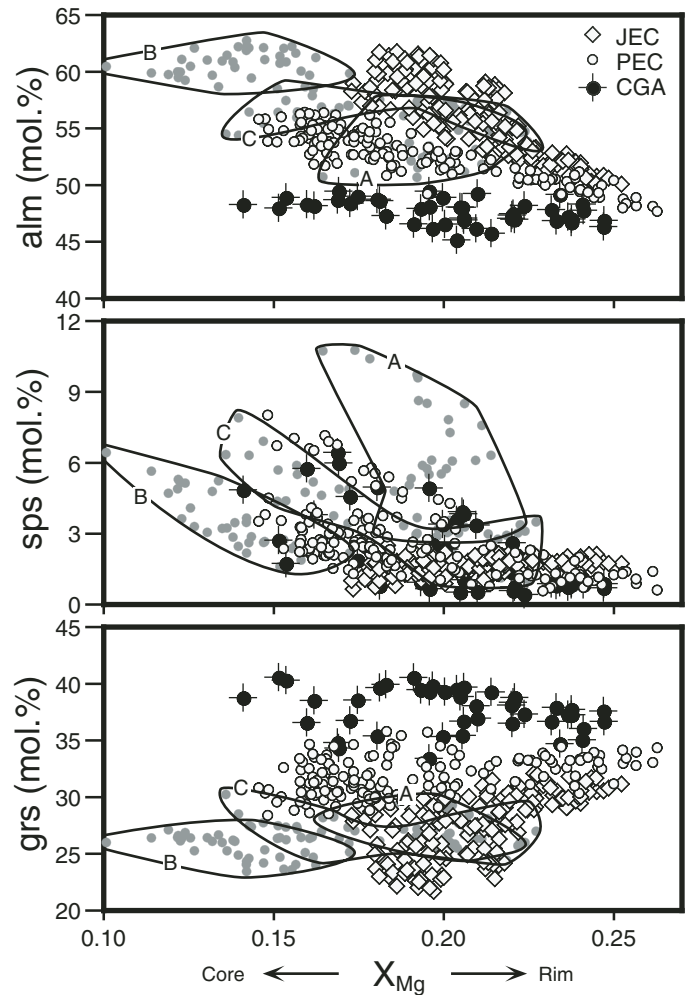 65
60
55
50
45
40
alm (mol.%)
B
C
A
JEC
PEC
CGA
12
9
6
3
0
sps (mol.%)
A
C
B
45
40
35
30
25
20
grs (mol.%)
C
A
B
0.10
0.15
0.20
0.25
Core
X_Mg
Rim